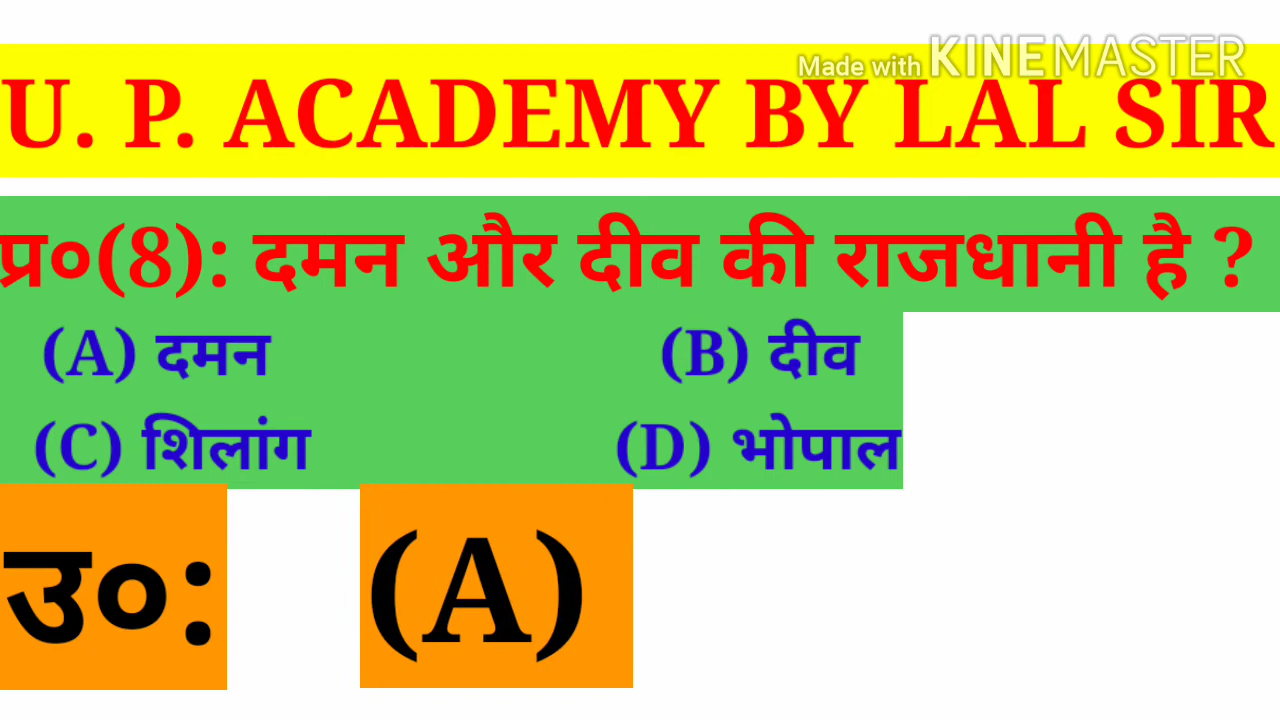 Made with KINEMASTER
U. P. ACADEMY BY LAL SIR
प्र०(8): दमन और दीव की राजधानी है ?
(A) दमन (B) दीव
(C) शिलांग (D) भोपाल
उ०: (A)